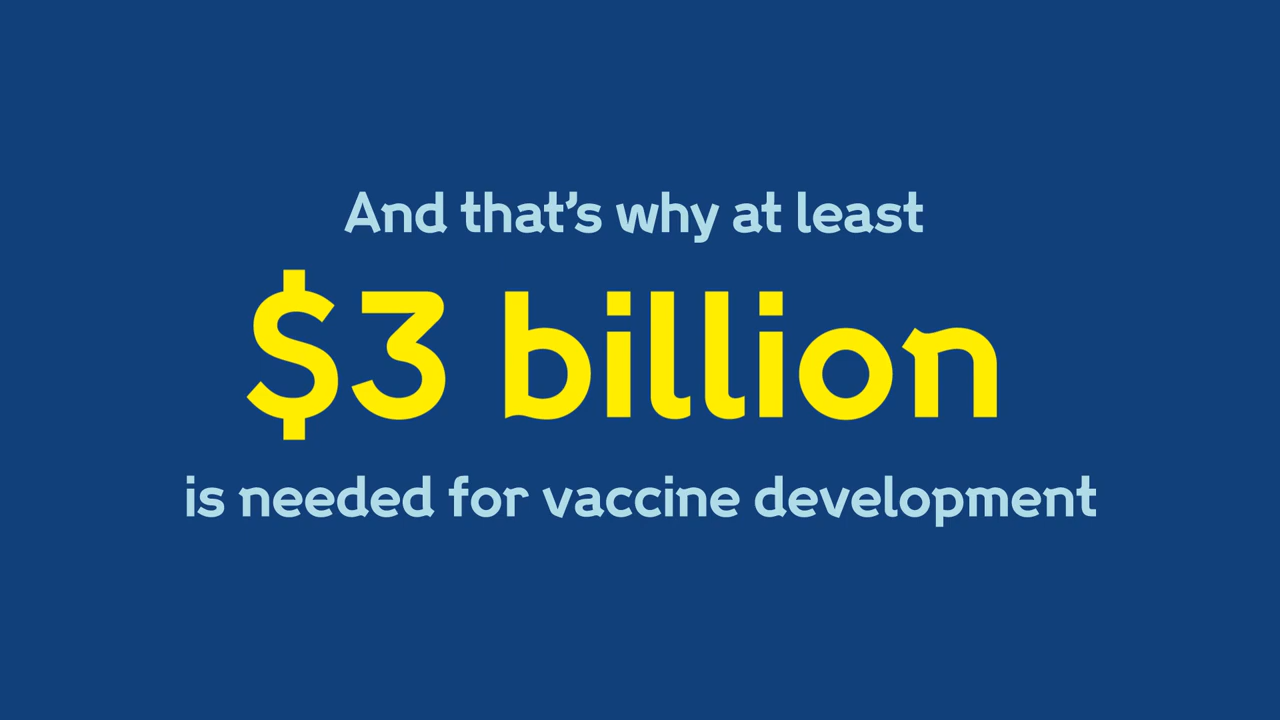 And that's why at least
$3 billion
is needed for vaccine development